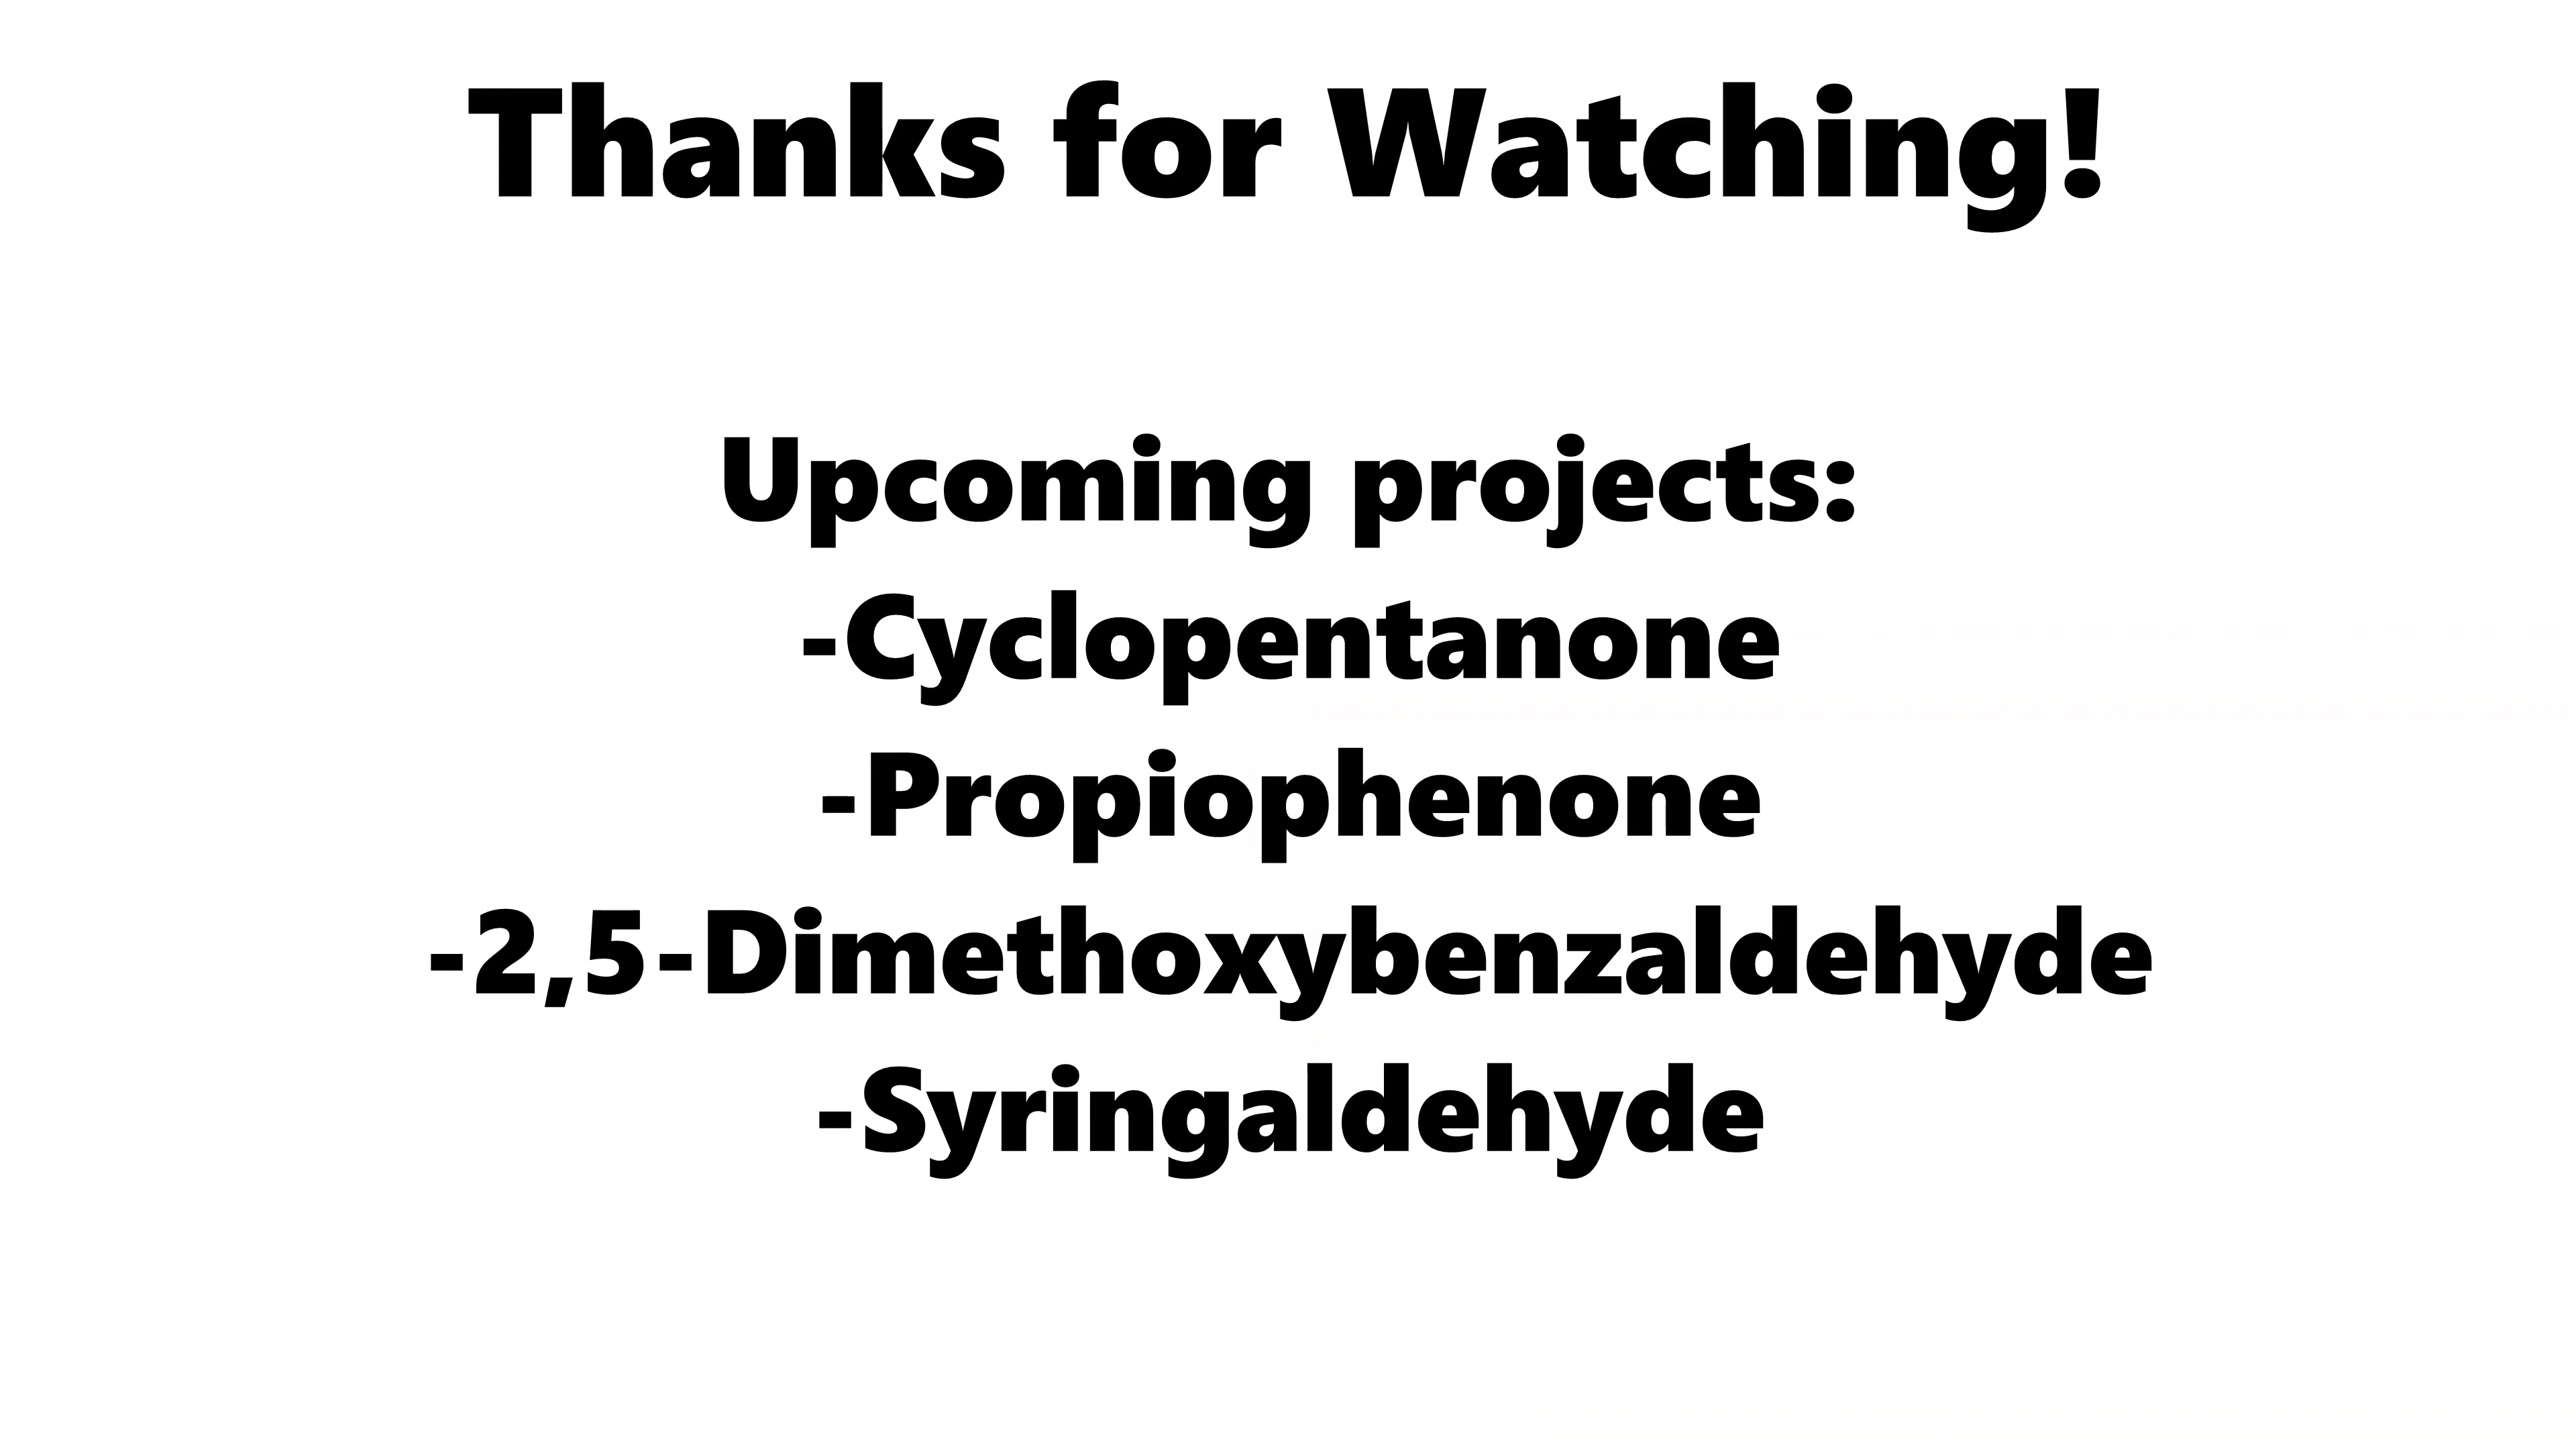 Thanks for Watching!
Upcoming projects:
-Cyclopentanone
-Propiophenone
-2,5-Dimethoxybenzaldehyde
-Syringaldehyde